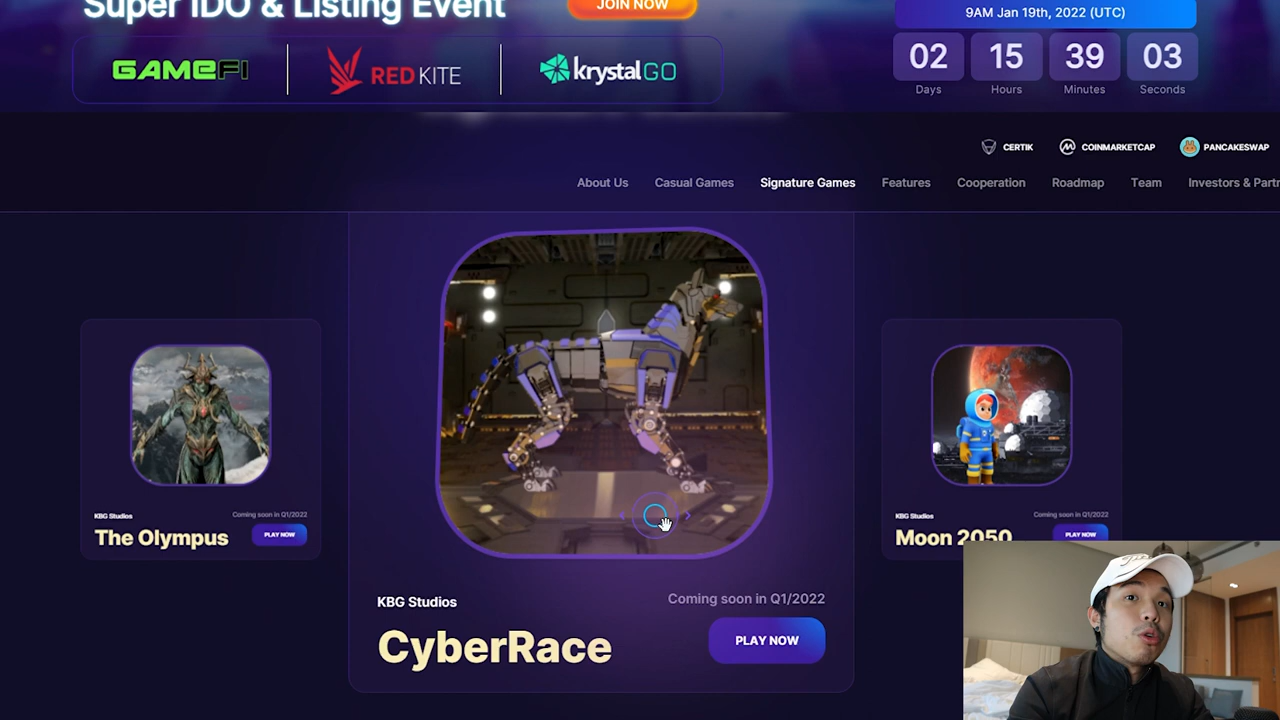 Super IDO & Listing Event
JOIN NOW
9AM Jan 19th, 2022 (UTC)
GAMEFI
RED KITE
krystalGO
02
15
39
03
Days
Hours
Minutes
Seconds
CERTIK
COINMARKETCAP
PANCAKESWAP
About Us
Casual Games
Signature Games
Features
Cooperation
Roadmap
Team
Investors & Partn
KBG Studios
Coming soon in Q1/2022
The Olympus
PLAY NOW
KBG Studios
Coming soon in Q1/2022
CyberRace
PLAY NOW
KBG Studios
Coming soon in Q1/2022
Moon 2050
PLAY NOW